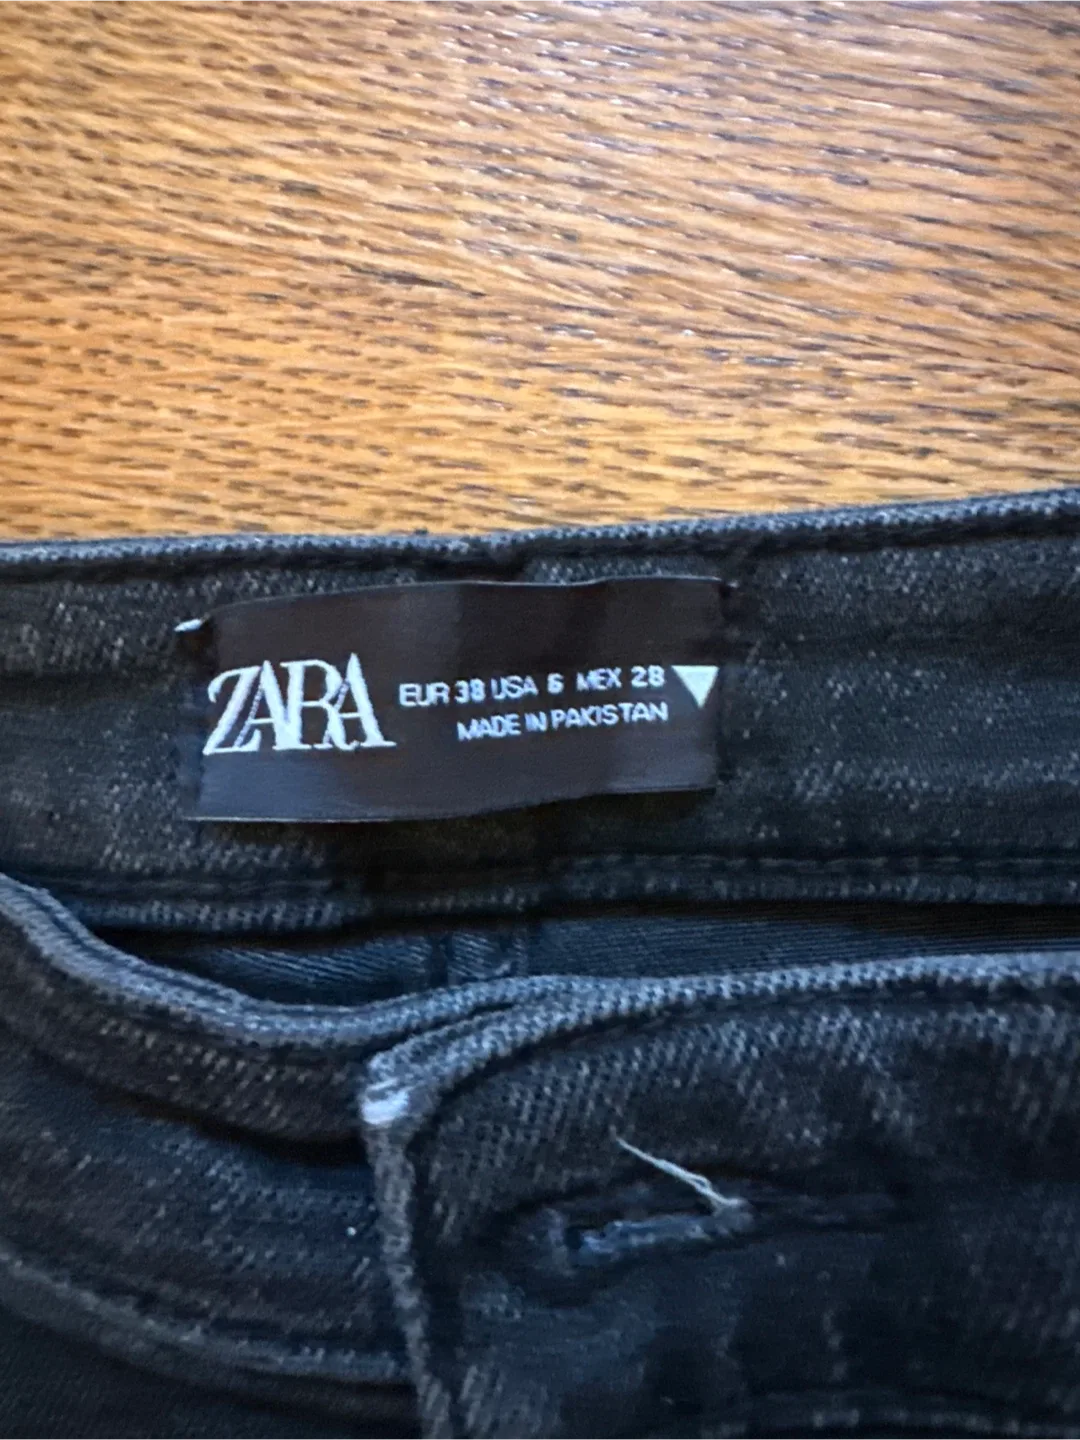 ZARA
EUR 38 USA 6 MEX 28
MADE IN PAKISTAN